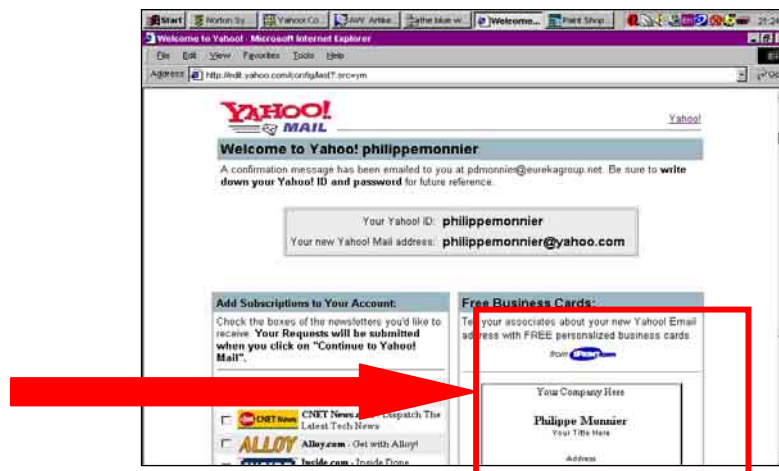 Start Norton Sy... Yahoo! Co... the blue w... Welcome... Paint Shop...
Welcome to Yahoo! - Microsoft Internet Explorer
File Edit View Favorites Tools Help
Address
YAHOO! MAIL
Yahoo!
Welcome to Yahoo! philippemonnier
A confirmation message has been emailed to you at pdmonnier@eurekagroup.net. Be sure to write
down your Yahoo! ID and password for future reference.
Your Yahoo! ID: philippemonnier
Your new Yahoo! Mail address: philippemonnier@yahoo.com
Add Subscriptions to Your Account:
Check the boxes of the newsletters you'd like to
receive. Your Requests will be submitted
when you click on "Continue to Yahoo!
Mail".
CNET News CNET News. - Dispatch The
Latest Tech News
ALLOY Alloy.com - Get with Alloy!
Inside.com - Inside Dope
Free Business Cards:
Tell your associates about your new Yahoo! Email
address with FREE personalized business cards
from iPrint.com
Your Company Here
Philippe Monnier
Your Title Here
Address